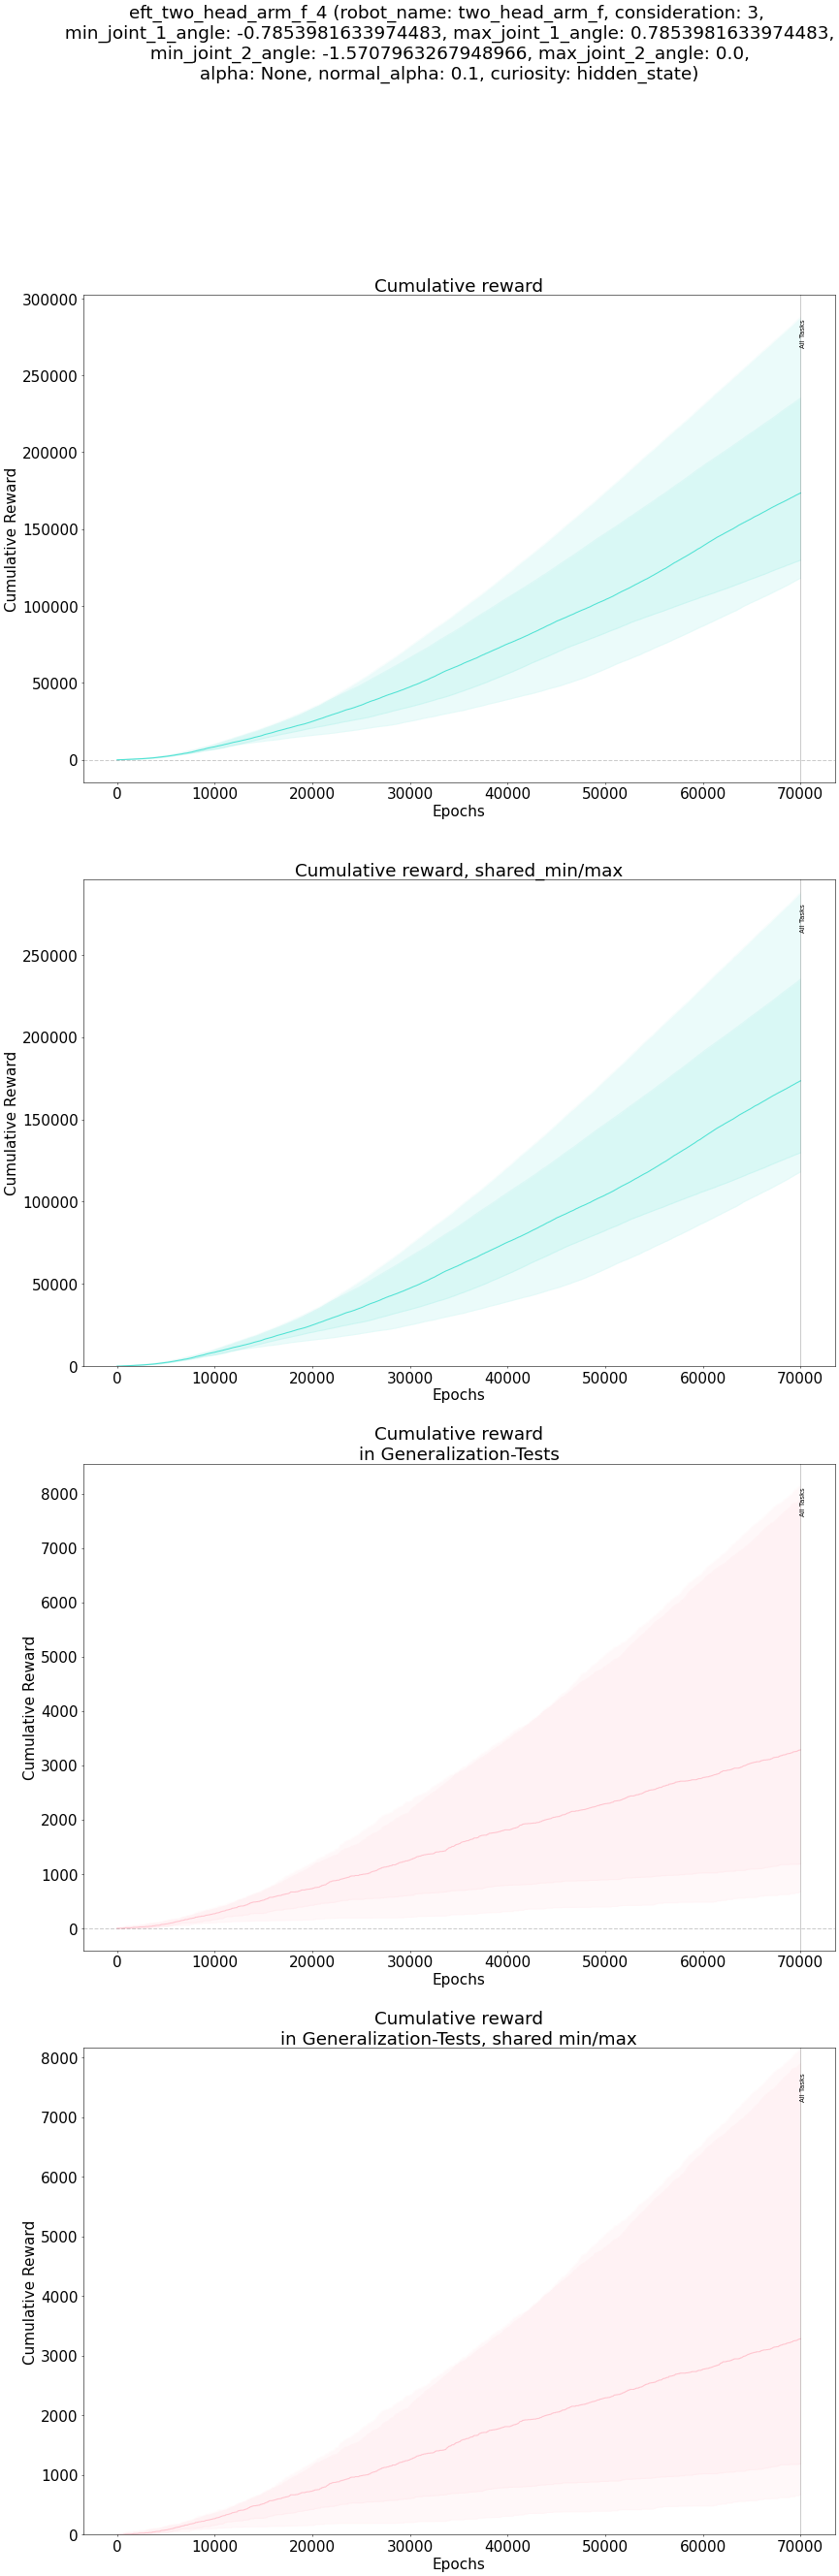 eft_two_head_arm_f_4 (robot_name: two_head_arm_f, consideration: 3,
min_joint_1_angle: -0.7853981633974483, max_joint_1_angle: 0.7853981633974483,
min_joint_2_angle: -1.5707963267948966, max_joint_2_angle: 0.0,
alpha: None, normal_alpha: 0.1, curiosity: hidden_state)
Cumulative reward
300000
250000
200000
150000
100000
50000
0
Cumulative Reward
All Tasks
0 10000 20000 30000 40000 50000 60000 70000
Epochs
Cumulative reward, shared_min/max
250000
200000
150000
100000
50000
0
Cumulative Reward
All Tasks
0 10000 20000 30000 40000 50000 60000 70000
Epochs
Cumulative reward
in Generalization-Tests
8000
7000
6000
5000
4000
3000
2000
1000
0
Cumulative Reward
All Tasks
0 10000 20000 30000 40000 50000 60000 70000
Epochs
Cumulative reward
in Generalization-Tests, shared min/max
8000
7000
6000
5000
4000
3000
2000
1000
0
Cumulative Reward
All Tasks
0 10000 20000 30000 40000 50000 60000 70000
Epochs